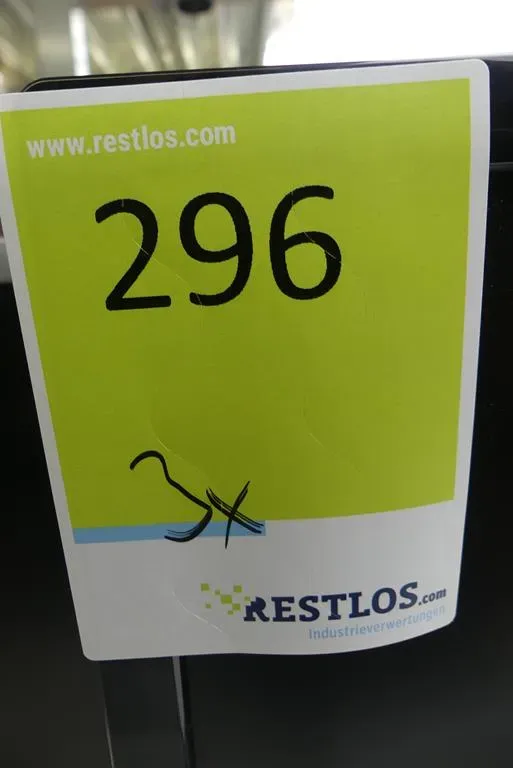 www.restlos.com
296
3x
RESTLOS.com
Industrieverwertungen